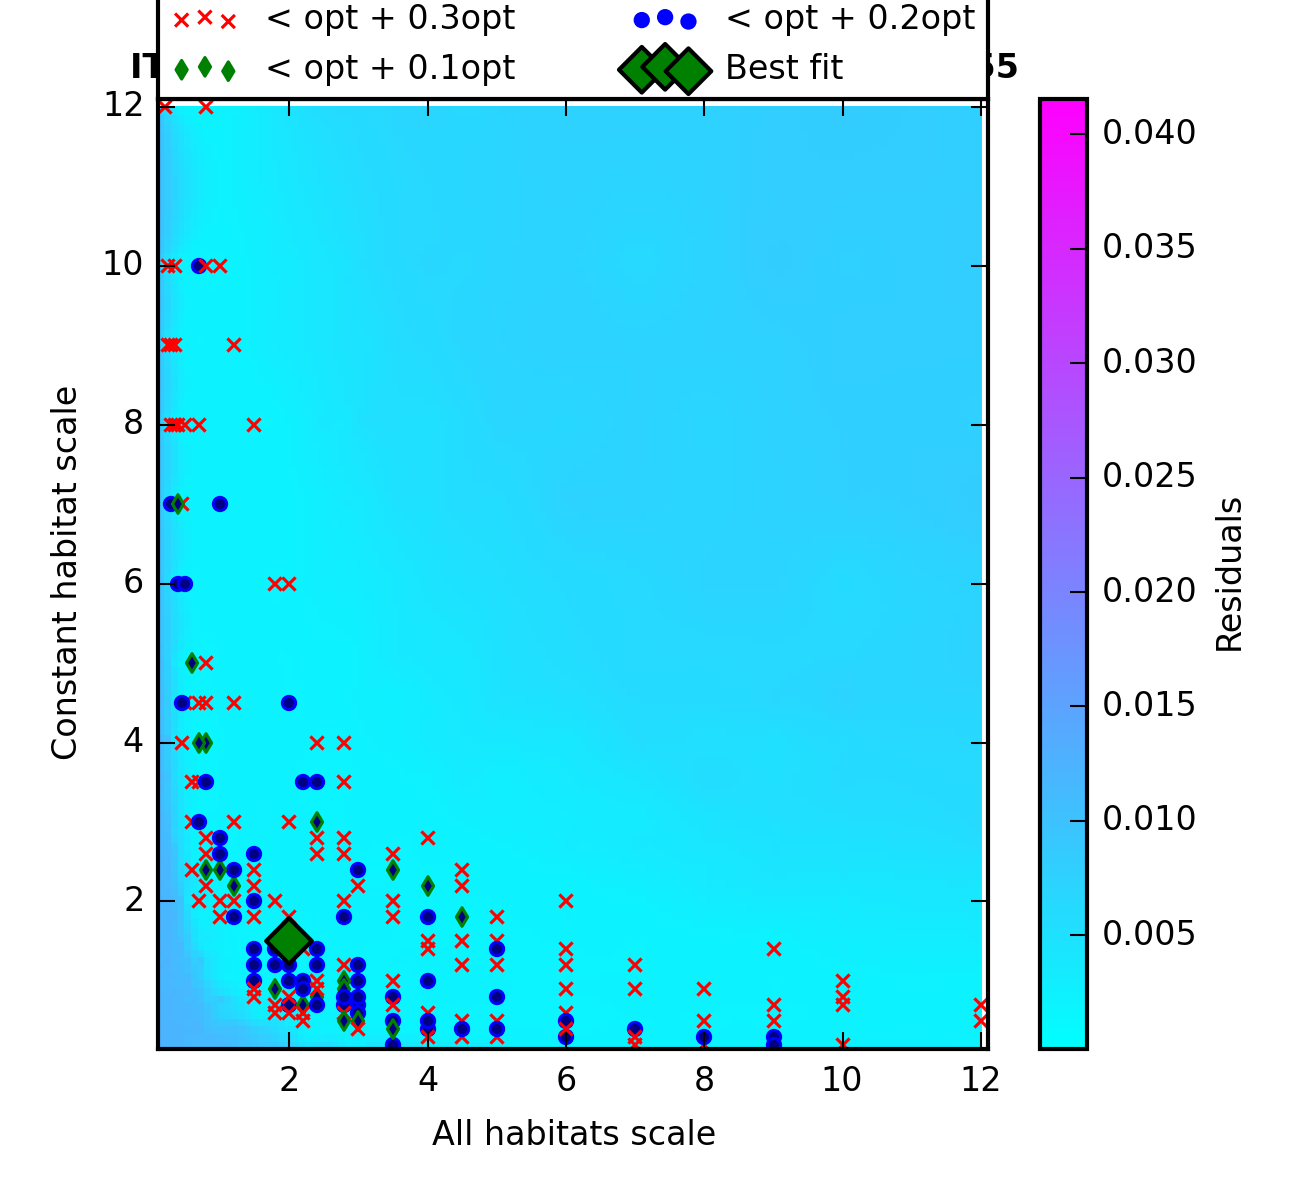 < opt + 0.3opt
< opt + 0.2opt
< opt + 0.1opt
Best fit
12
10
8
6
4
2
Constant habitat scale
2 4 6 8 10 12
All habitats scale
0.040
0.035
0.030
0.025
0.020
0.015
0.010
0.005
Residuals